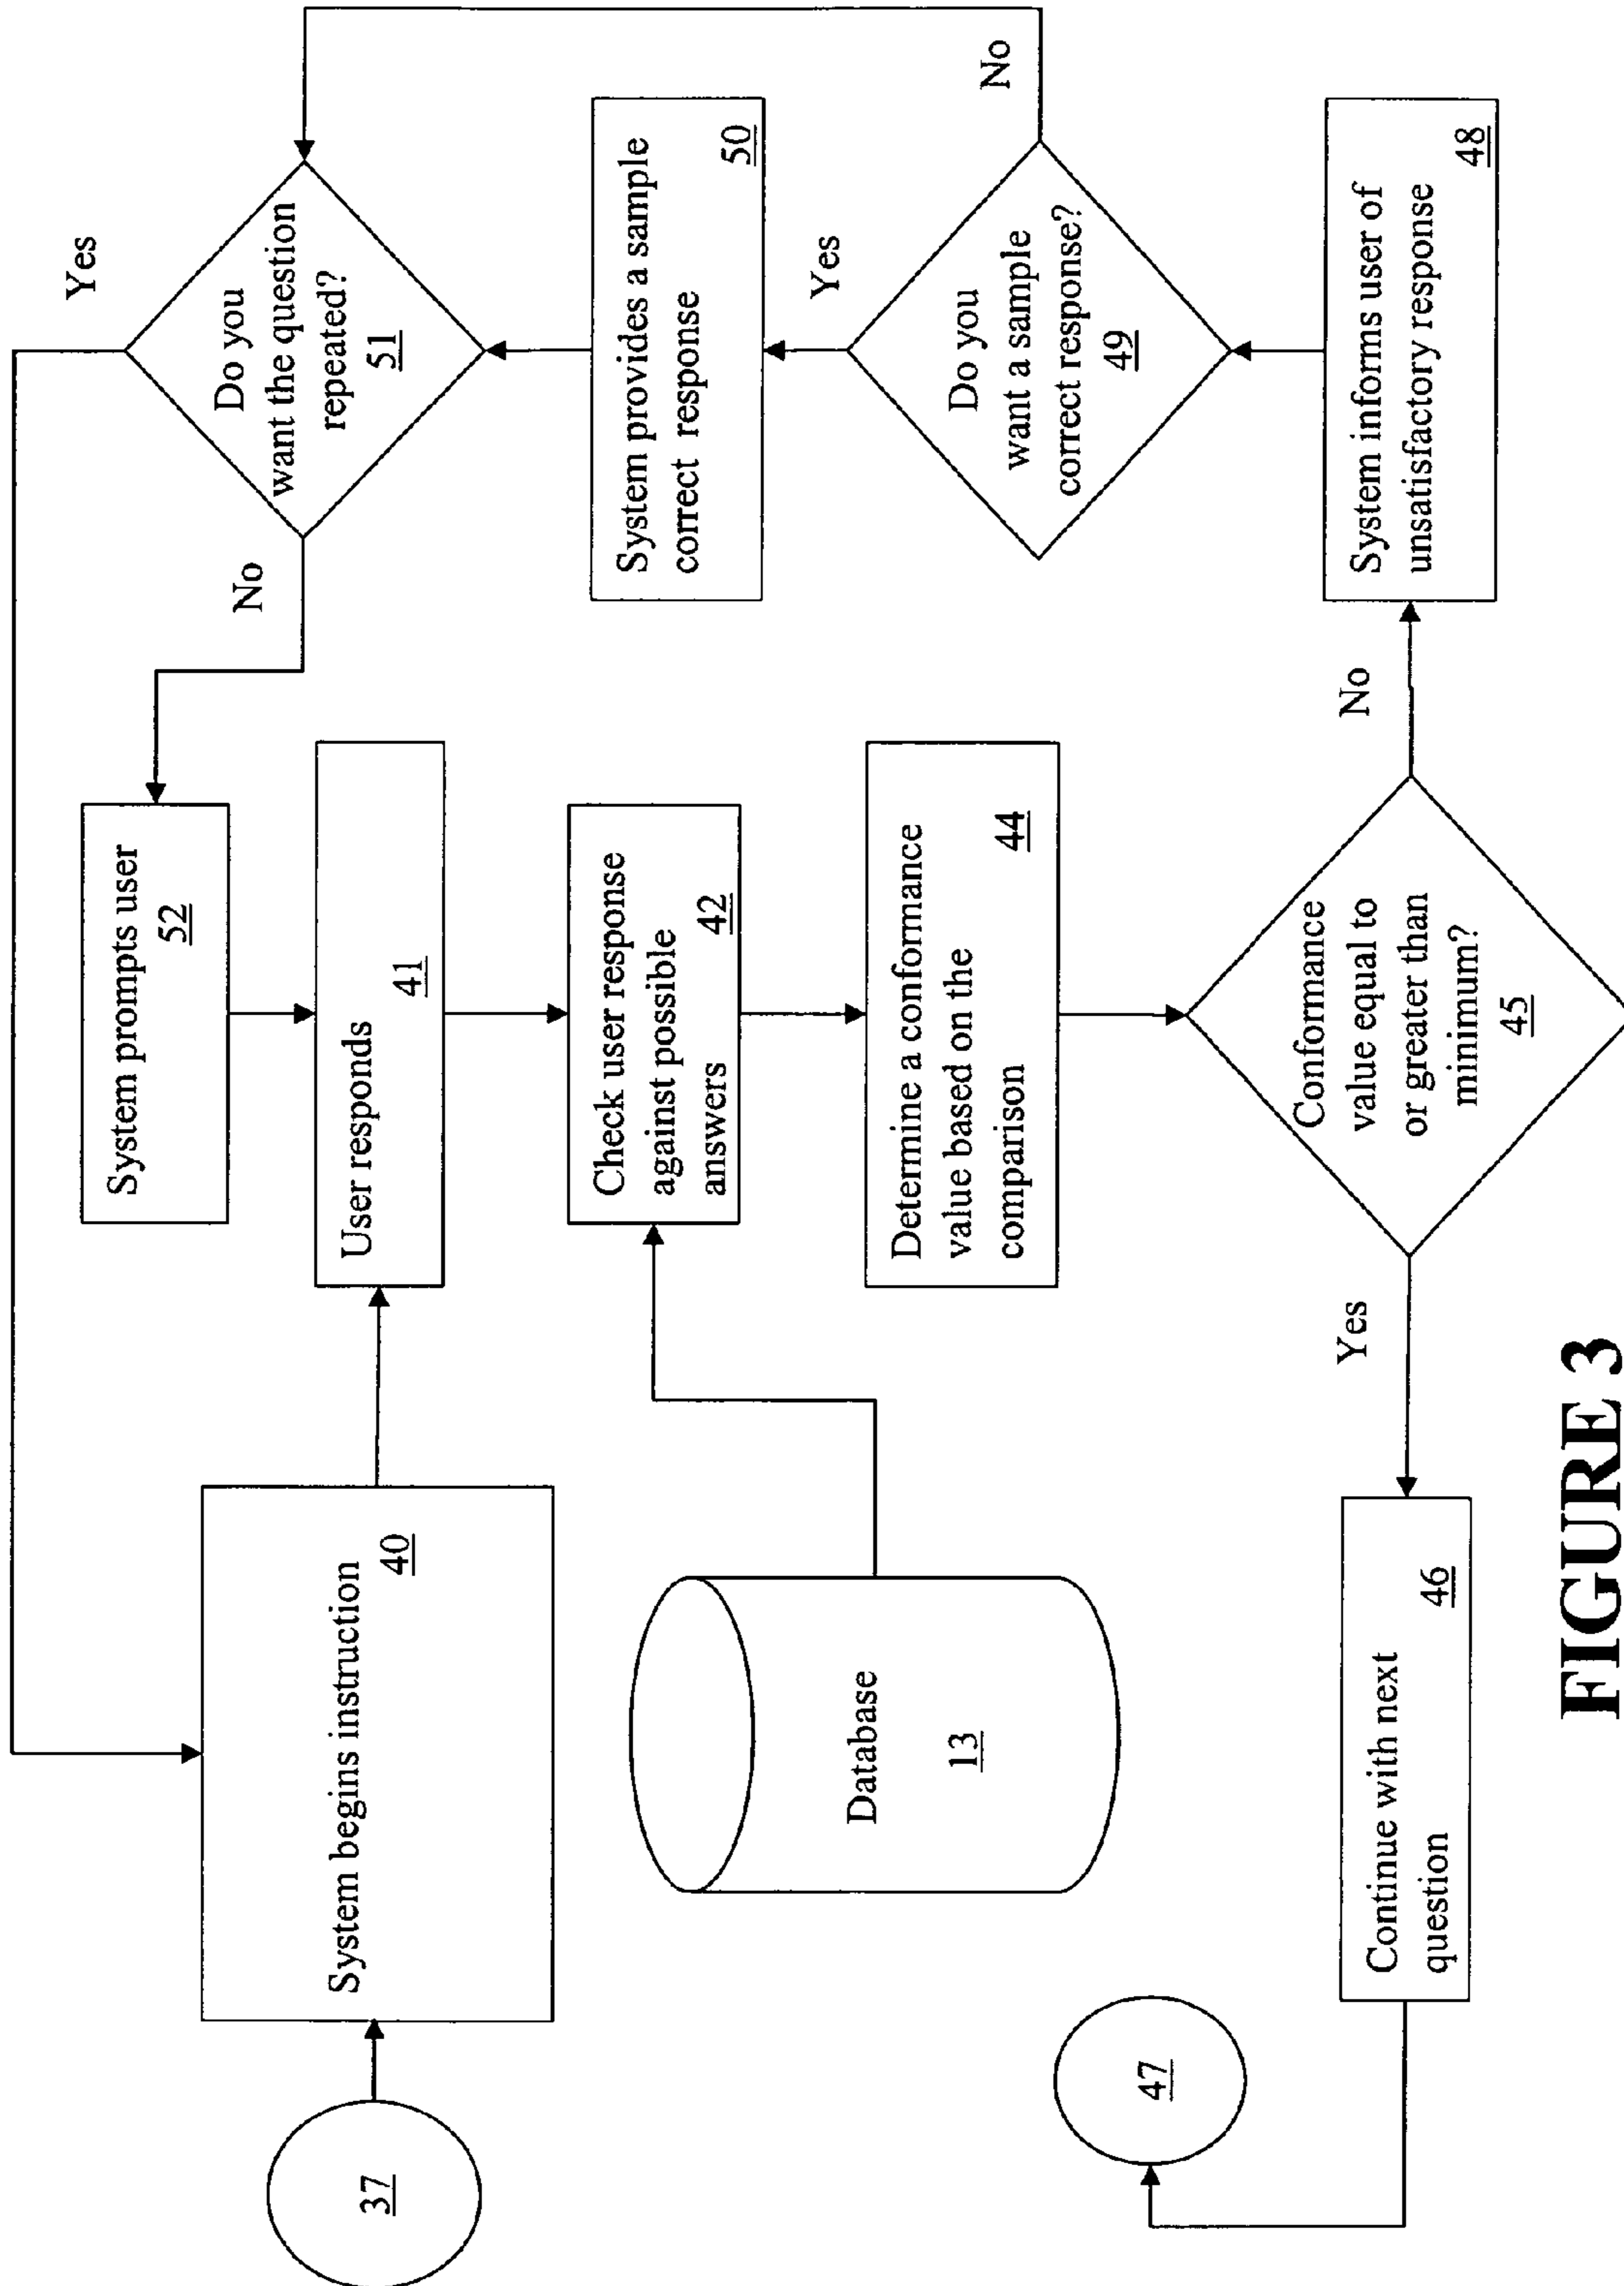 37
System begins instruction
40
System prompts user
52
User responds
41
Check user response
against possible
answers
42
Database
13
Determine a conformance
value based on the
comparison
44
Conformance
value equal to
or greater than
minimum?
45
Yes
No
Continue with next
question
46
47
System informs user of
unsatisfactory response
48
Do you
want a sample
correct response?
49
Yes
No
System provides a sample
correct response
50
Do you
want the question
repeated?
51
Yes
No
FIGURE 3